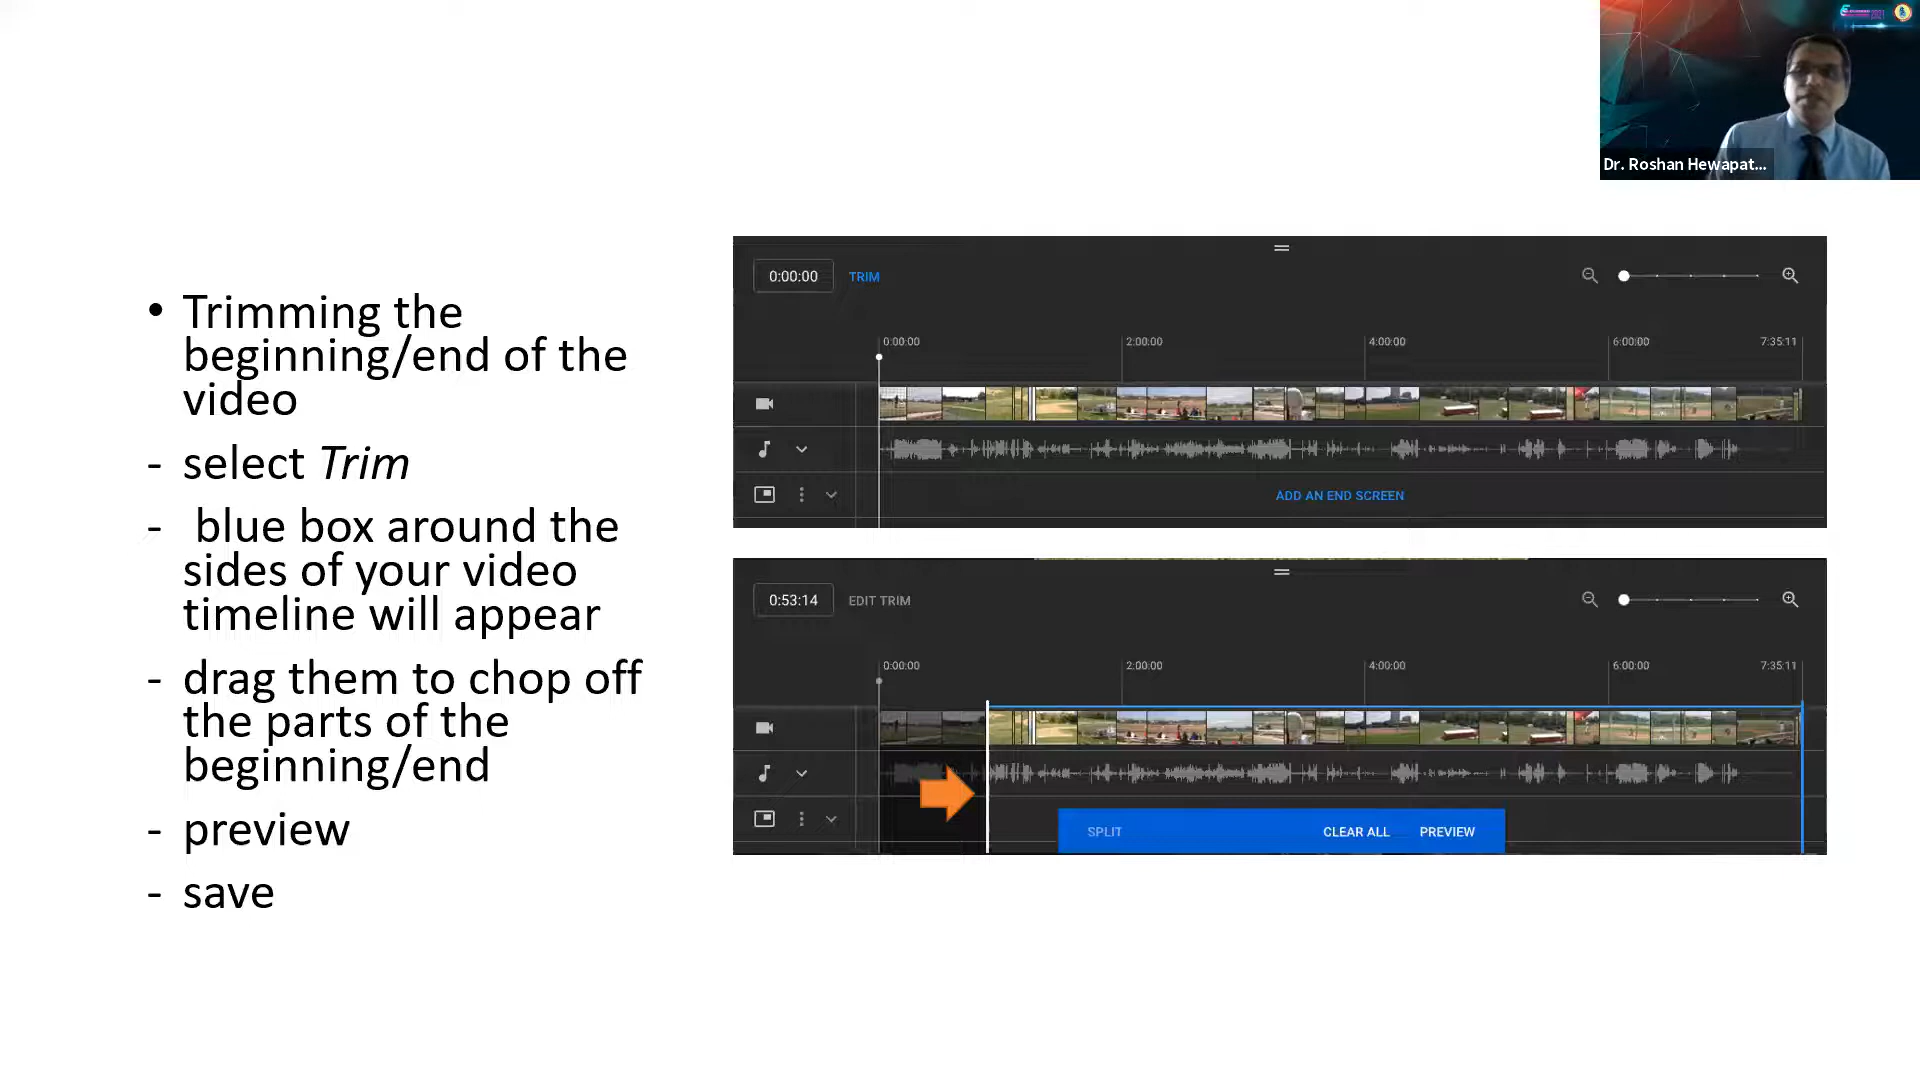 Dr. Roshan Hewapat...
• Trimming the
beginning/end of the
video
- select Trim
- blue box around the
sides of your video
timeline will appear
- drag them to chop off
the parts of the
beginning/end
- preview
- save
0:00:00 TRIM
0:00:00 2:00:00 4:00:00 6:00:00 7:35:11
ADD AN END SCREEN
0:53:14 EDIT TRIM
0:00:00 2:00:00 4:00:00 6:00:00 7:35:11
SPLIT CLEAR ALL PREVIEW